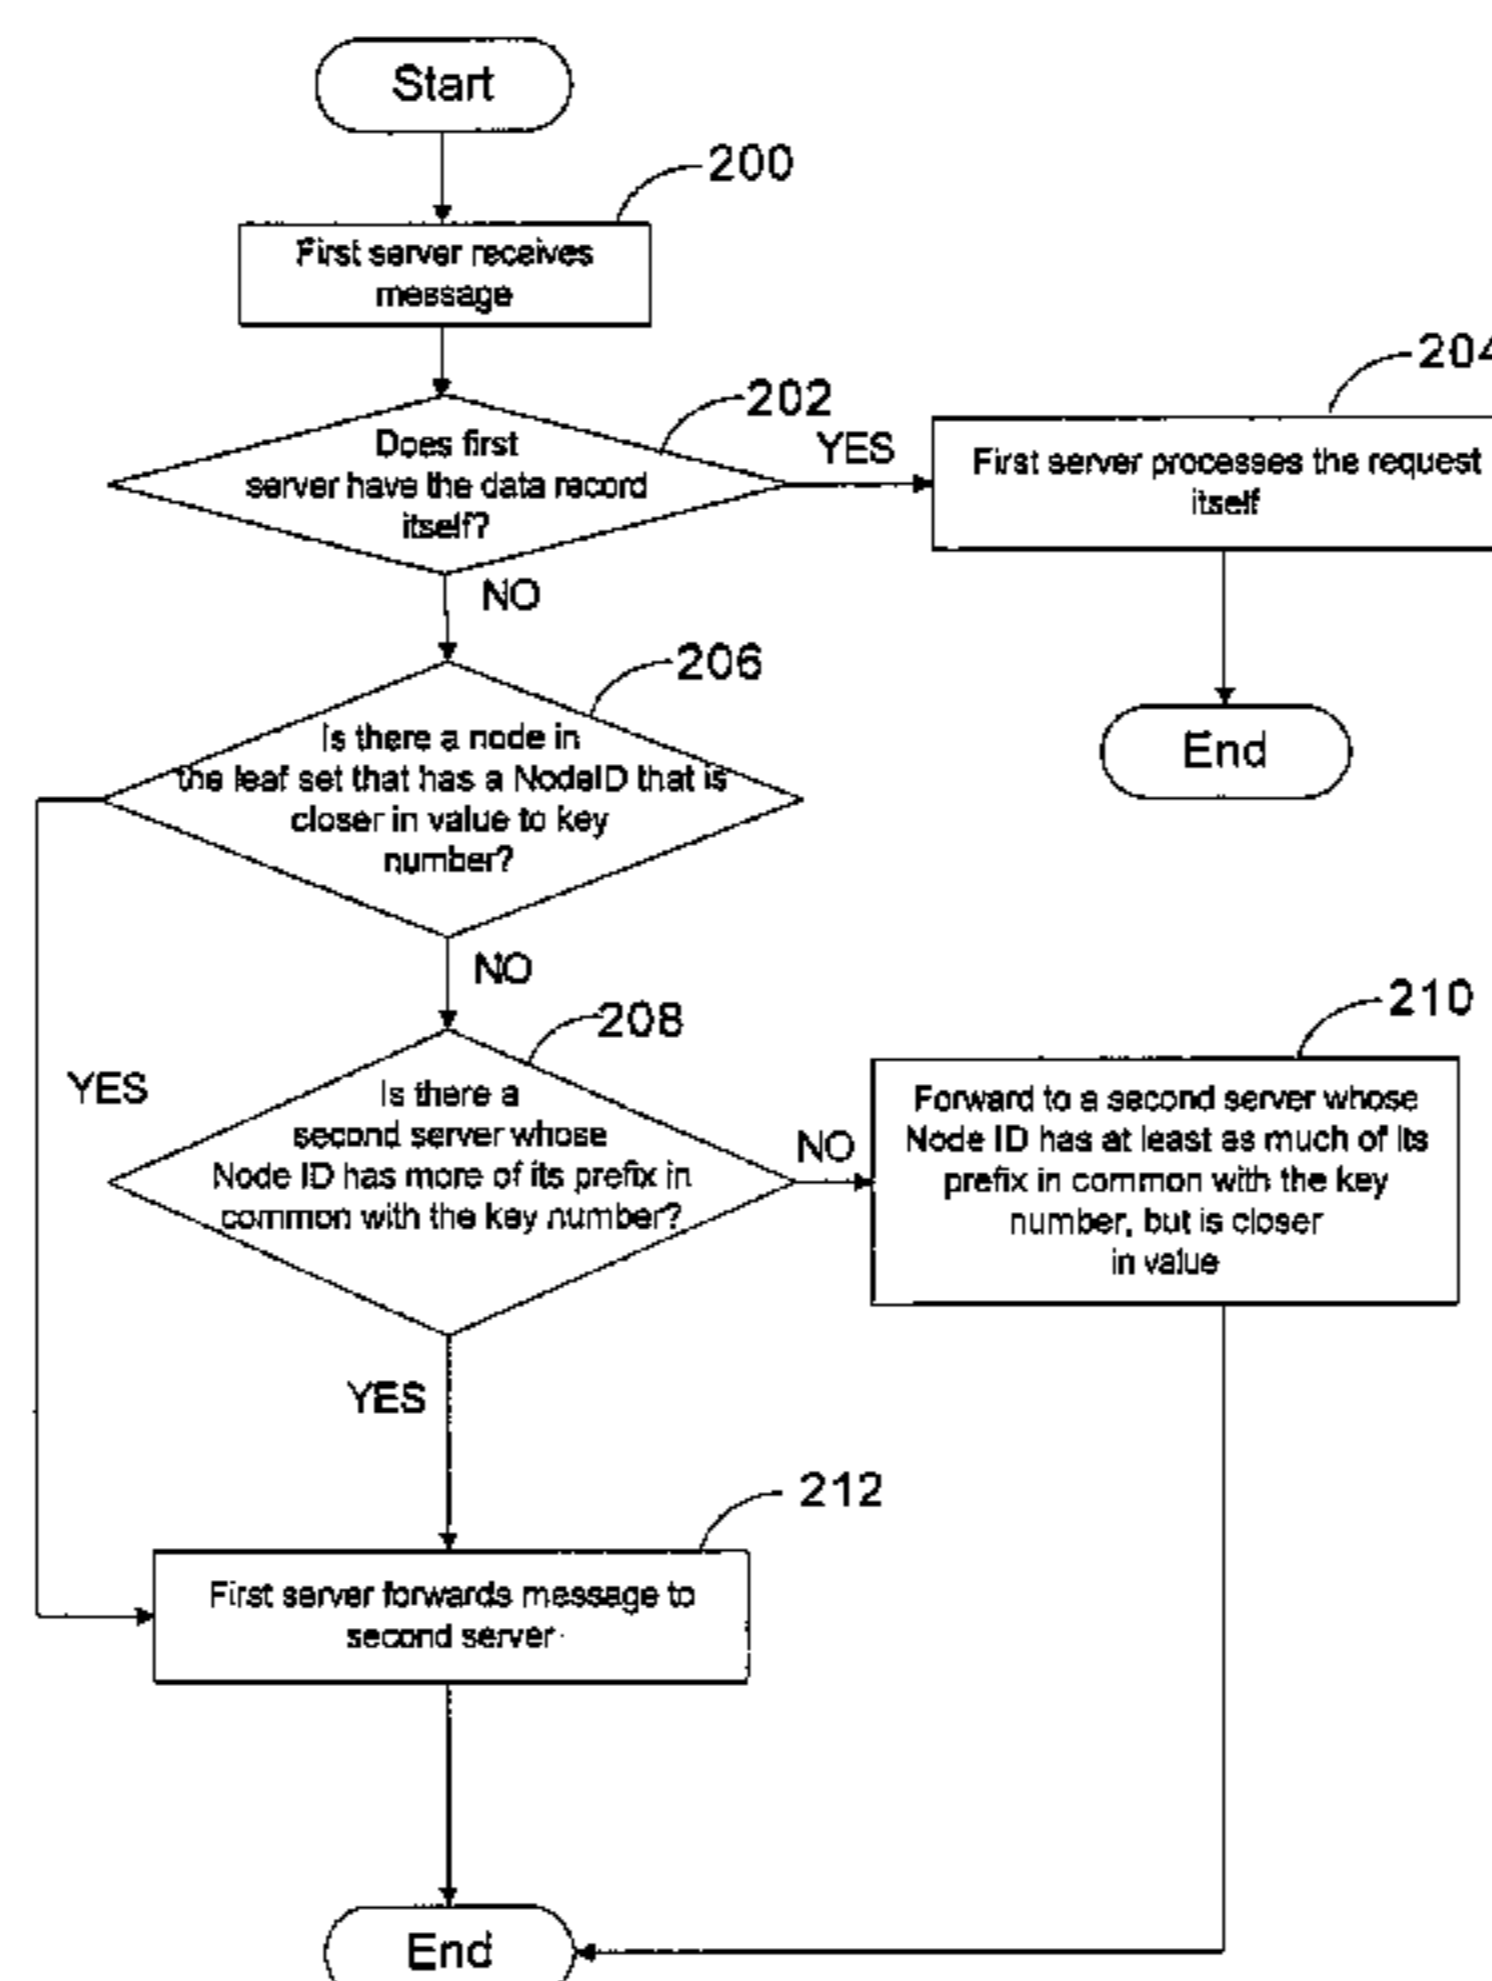 Start
200
First server receives
message
202
Does first
server have the data record
itself?
YES
204
First server processes the request
itself
NO
End
206
Is there a node in
the leaf set that has a NodeID that is
closer in value to key
number?
NO
208
Is there a
second server whose
Node ID has more of its prefix in
common with the key number?
YES
NO
210
Forward to a second server whose
Node ID has at least as much of its
prefix in common with the key
number, but is closer
in value
YES
212
First server forwards message to
second server
End